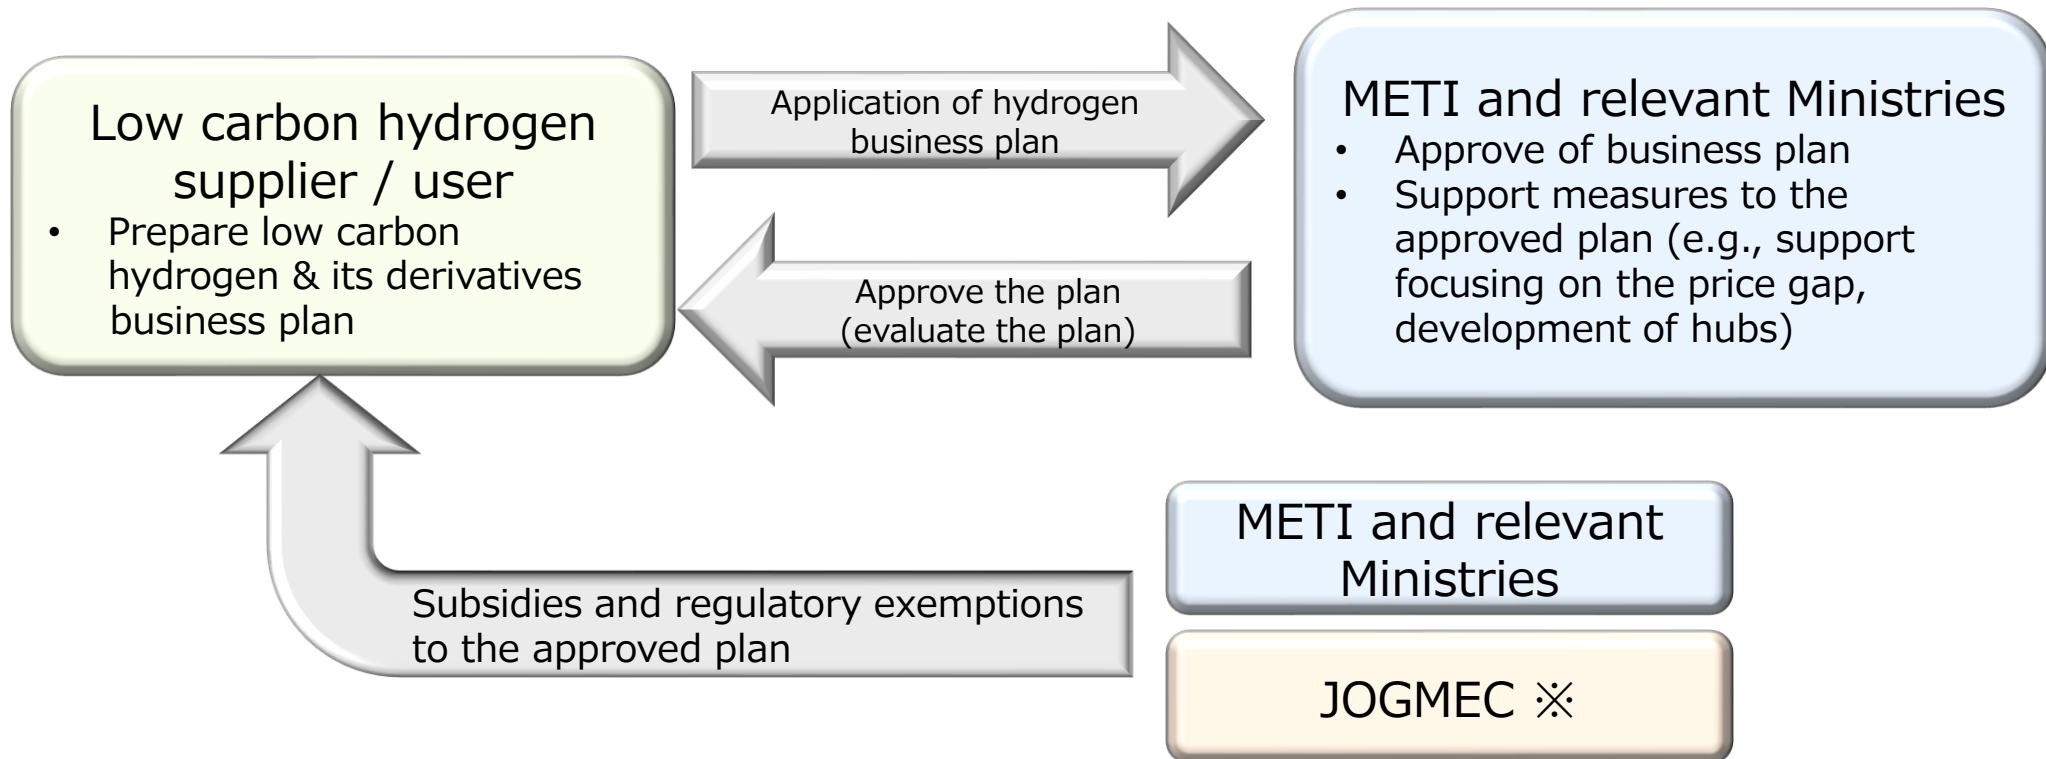 Low carbon hydrogen
supplier / user
• Prepare low carbon
hydrogen & its derivatives
business plan
Application of hydrogen
business plan
Approve the plan
(evaluate the plan)
METI and relevant Ministries
• Approve of business plan
• Support measures to the
approved plan (e.g., support
focusing on the price gap,
development of hubs)
Subsidies and regulatory exemptions
to the approved plan
METI and relevant
Ministries
JOGMEC ※